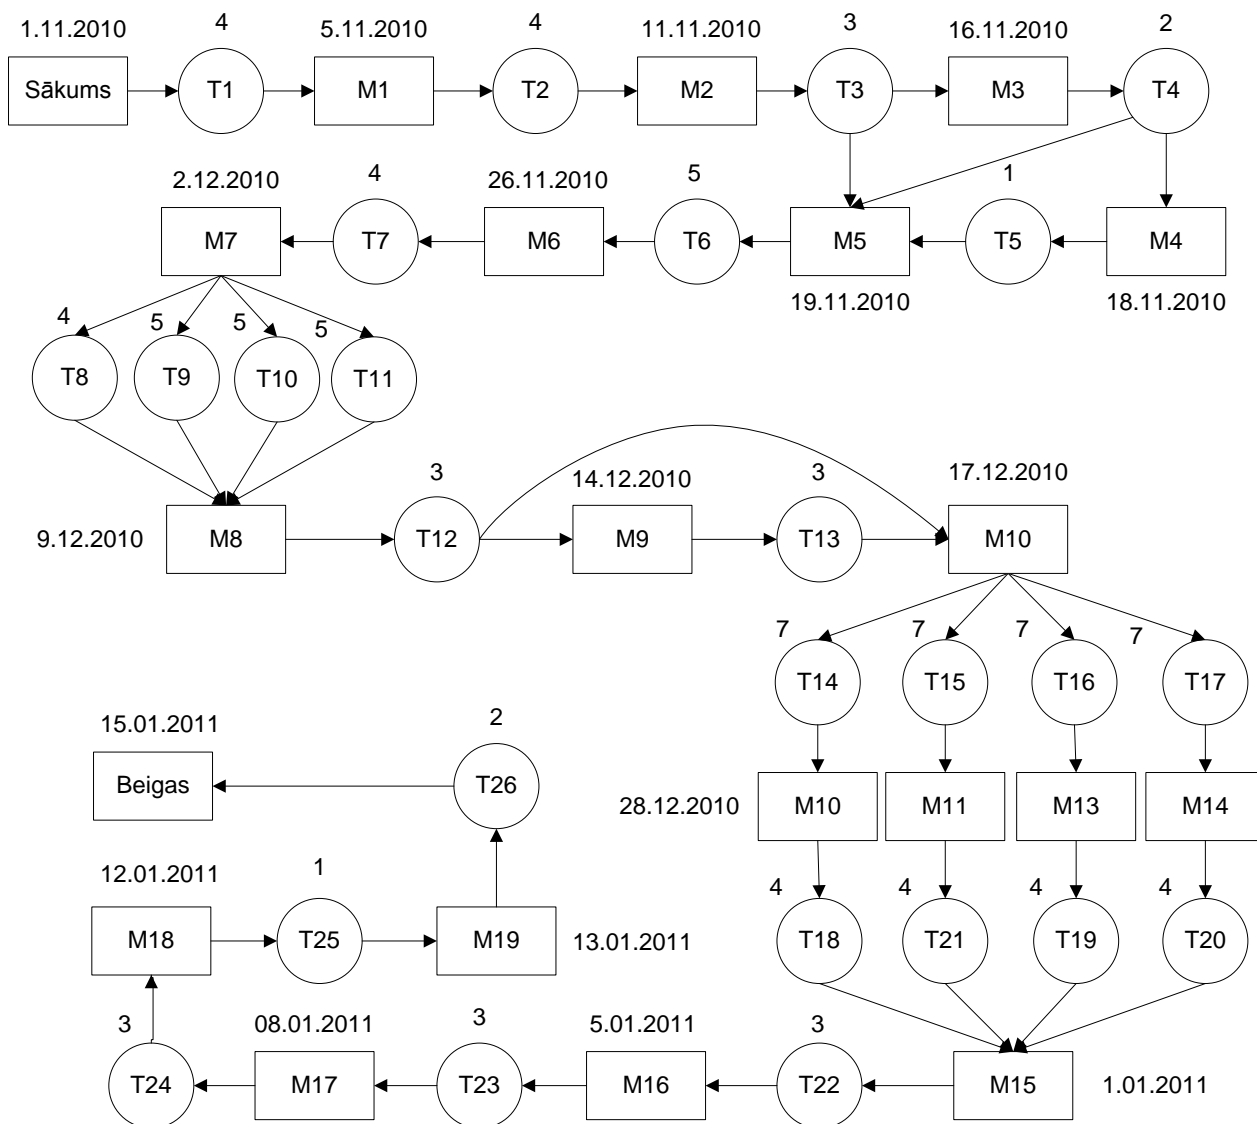 4
4
3
2
1.11.2010
5.11.2010
11.11.2010
16.11.2010
Sākums
T1
M1
T2
M2
T3
M3
T4
2.12.2010
4
26.11.2010
5
1
M7
T7
M6
T6
M5
T5
M4
19.11.2010
18.11.2010
4
5
5
5
T8
T9
T10
T11
3
14.12.2010
3
17.12.2010
9.12.2010
M8
T12
M9
T13
M10
7
7
7
7
T14
T15
T16
T17
15.01.2011
2
Beigas
T26
28.12.2010
M10
M11
M13
M14
12.01.2011
1
4
4
4
4
M18
T25
M19
13.01.2011
T18
T21
T19
T20
3
08.01.2011
3
5.01.2011
3
T24
M17
T23
M16
T22
M15
1.01.2011